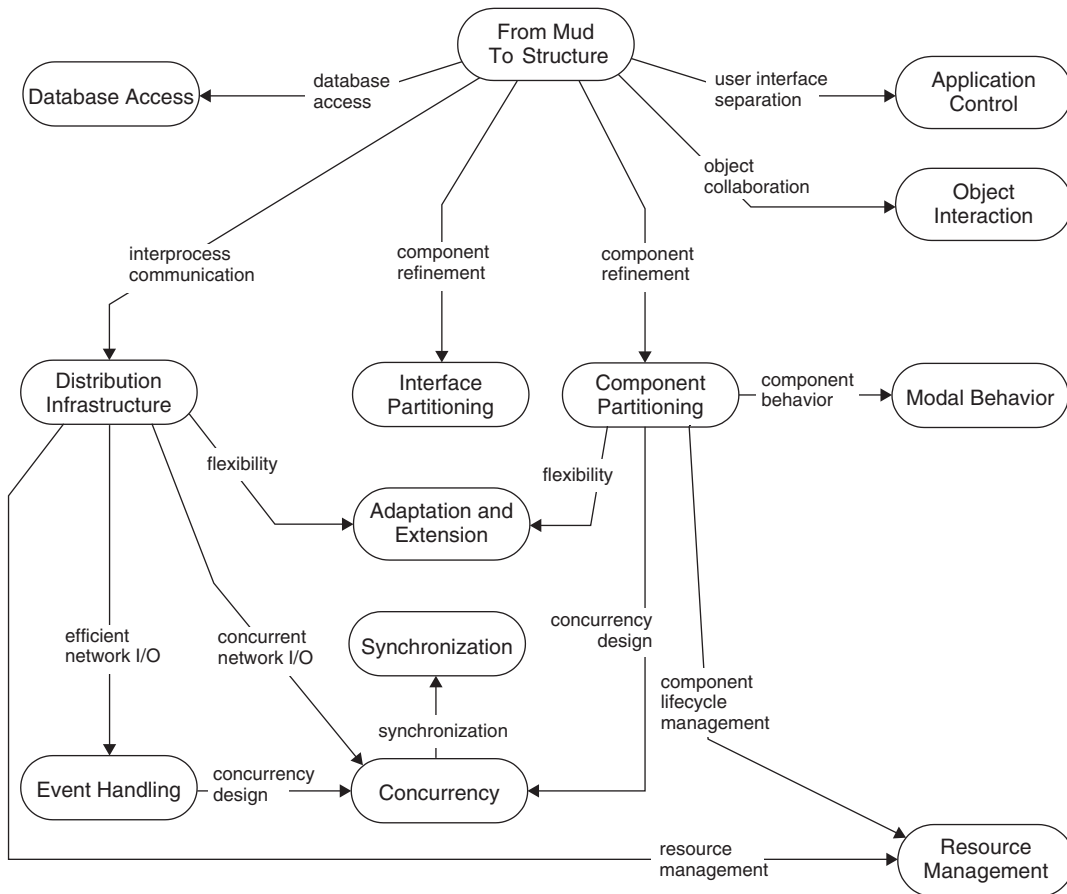 From Mud
To Structure
database
access
user interface
separation
Database Access
Application
Control
object
collaboration
Object
Interaction
interprocess
communication
component
refinement
component
refinement
Distribution
Infrastructure
Interface
Partitioning
Component
Partitioning
component
behavior
Modal Behavior
flexibility
flexibility
Adaptation and
Extension
efficient
network I/O
concurrent
network I/O
Synchronization
concurrency
design
component
lifecycle
management
synchronization
Event Handling
concurrency
design
Concurrency
resource
management
Resource
Management